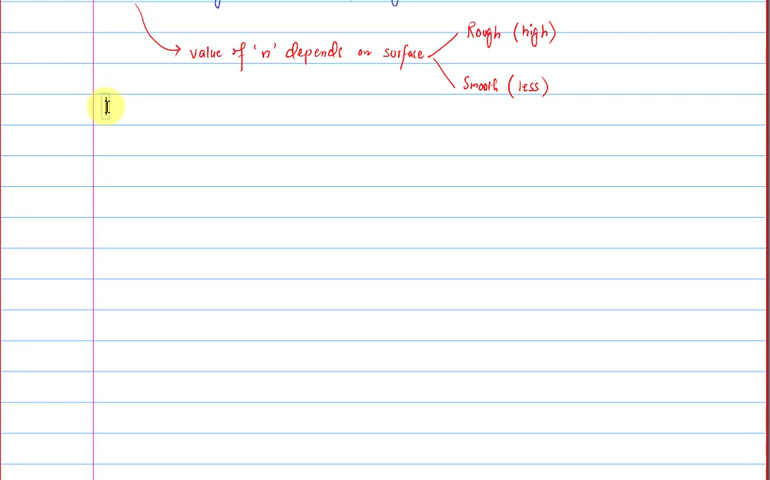 Rough (high)
value of 'n' depends on surface
Smooth (less)